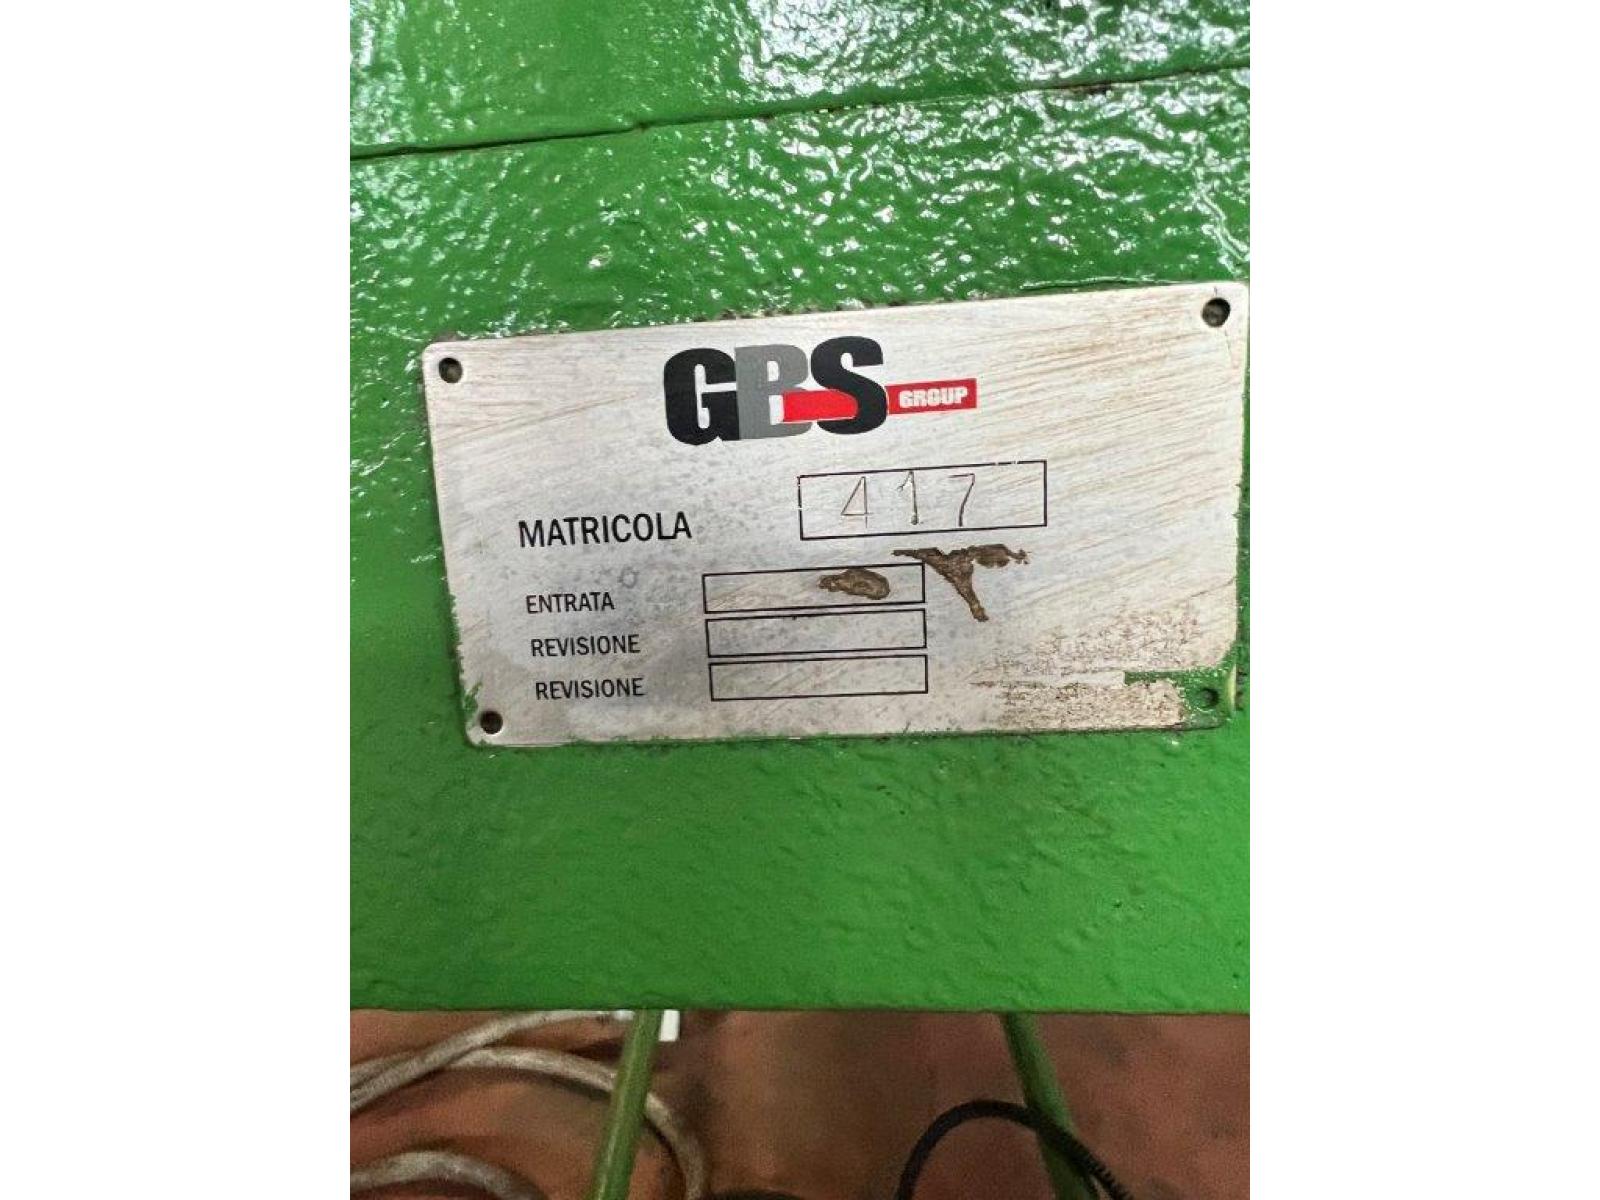 GBS GROUP
MATRICOLA 417
ENTRATA
REVISIONE
REVISIONE